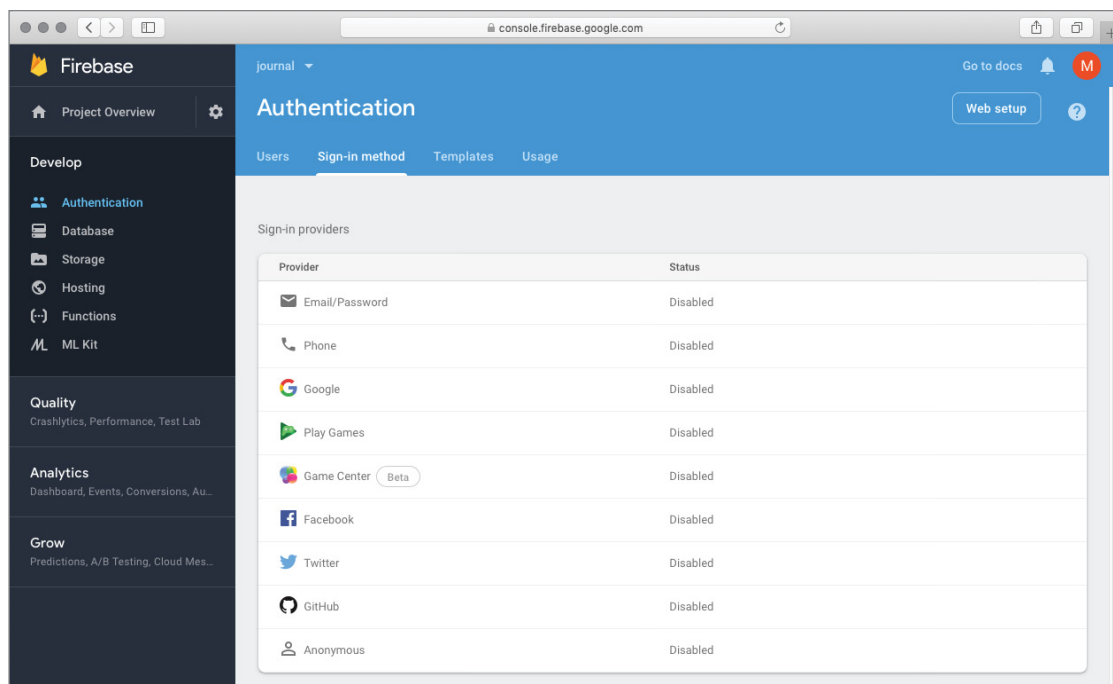 console.firebase.google.com
Firebase
journal
Go to docs
M
Project Overview
Authentication
Web setup
?
Develop
Users Sign-in method Templates Usage
Authentication
Database
Storage
Hosting
Functions
ML Kit
Quality
Crashlytics, Performance, Test Lab
Analytics
Dashboard, Events, Conversions, Au...
Grow
Predictions, A/B Testing, Cloud Mes...
Sign-in providers
Provider Status
Email/Password Disabled
Phone Disabled
Google Disabled
Play Games Disabled
Game Center Beta Disabled
Facebook Disabled
Twitter Disabled
GitHub Disabled
Anonymous Disabled